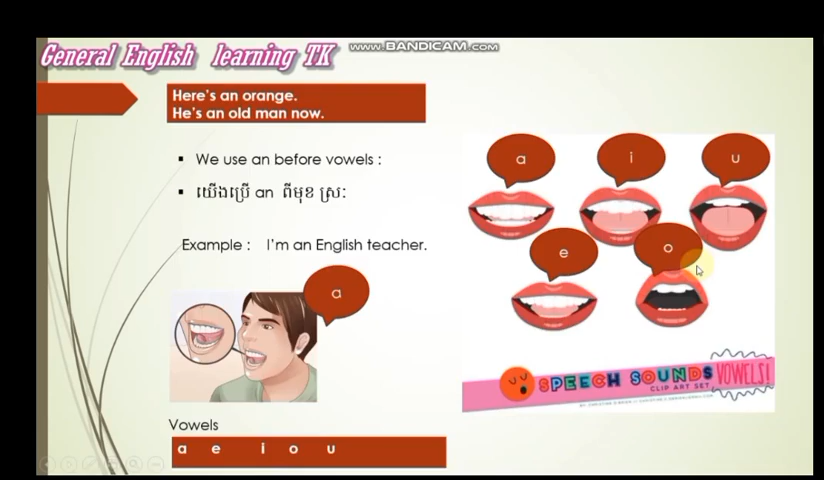 General English learning TK
www.BANDICAM.com
Here's an orange.
He's an old man now.
We use an before vowels :
យើងប្រើ an ពីមុខ ស្រៈ
Example : I'm an English teacher.
a
Vowels
a e i o u
a i u
e o
SPEECH SOUNDS VOWELS!
CLIP ART SET